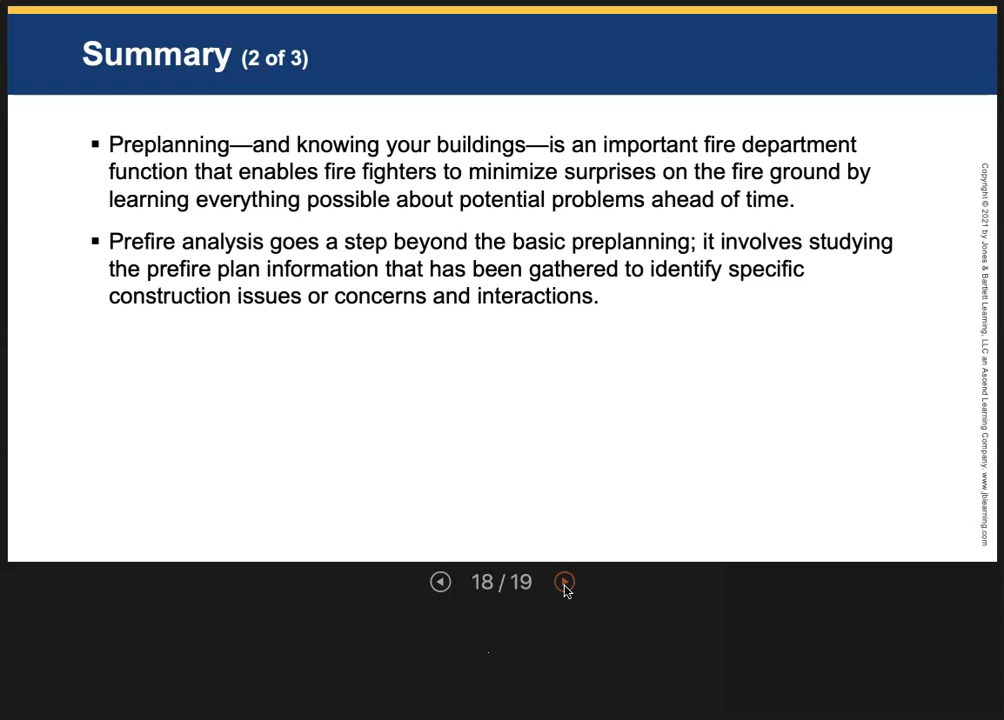 Summary (2 of 3)
▪ Preplanning—and knowing your buildings—is an important fire department
function that enables fire fighters to minimize surprises on the fire ground by
learning everything possible about potential problems ahead of time.
▪ Prefire analysis goes a step beyond the basic preplanning; it involves studying
the prefire plan information that has been gathered to identify specific
construction issues or concerns and interactions.
Copyright © 2021 by Jones & Bartlett Learning, LLC an Ascend Learning Company. www.jblearning.com
18 / 19